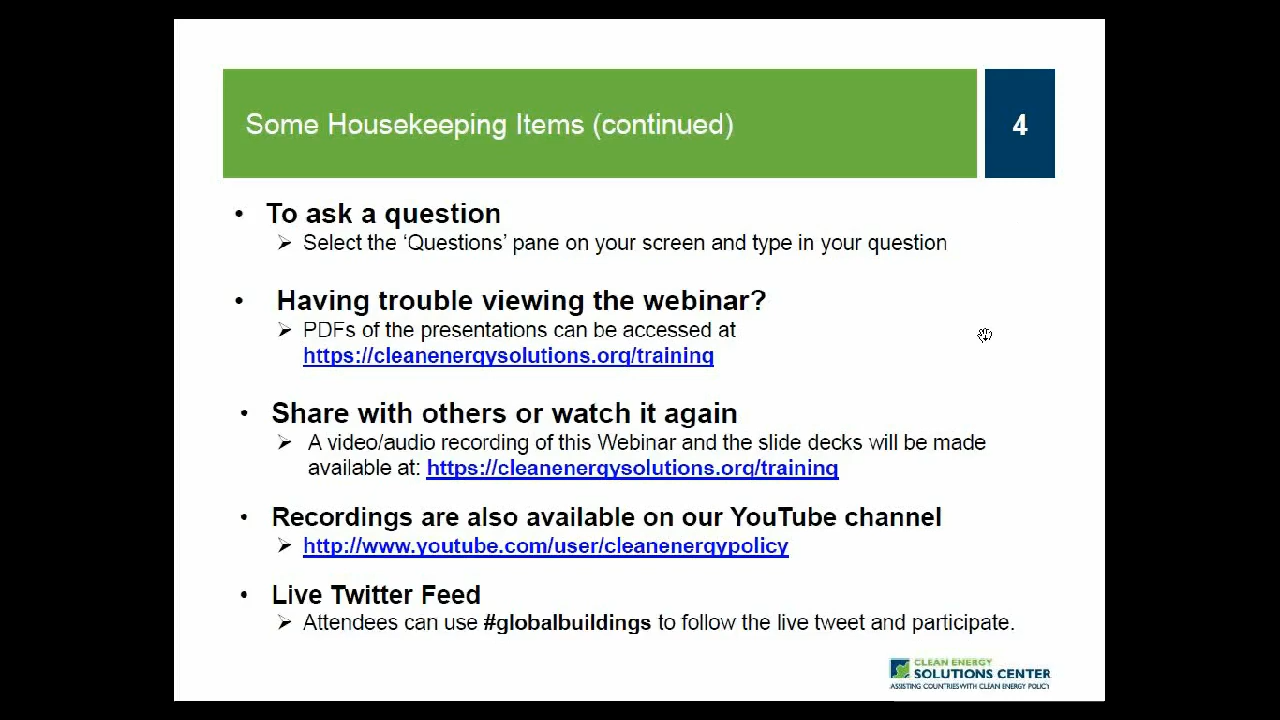 Some Housekeeping Items (continued)
4
• To ask a question
➢ Select the ‘Questions’ pane on your screen and type in your question
• Having trouble viewing the webinar?
➢ PDFs of the presentations can be accessed at
https://cleanenergysolutions.org/training
• Share with others or watch it again
➢ A video/audio recording of this Webinar and the slide decks will be made
available at: https://cleanenergysolutions.org/training
• Recordings are also available on our YouTube channel
➢ http://www.youtube.com/user/cleanenergypolicy
• Live Twitter Feed
➢ Attendees can use #globalbuildings to follow the live tweet and participate.
CLEAN ENERGY
SOLUTIONS CENTER
ASSISTING COUNTRIES WITH CLEAN ENERGY POLICY